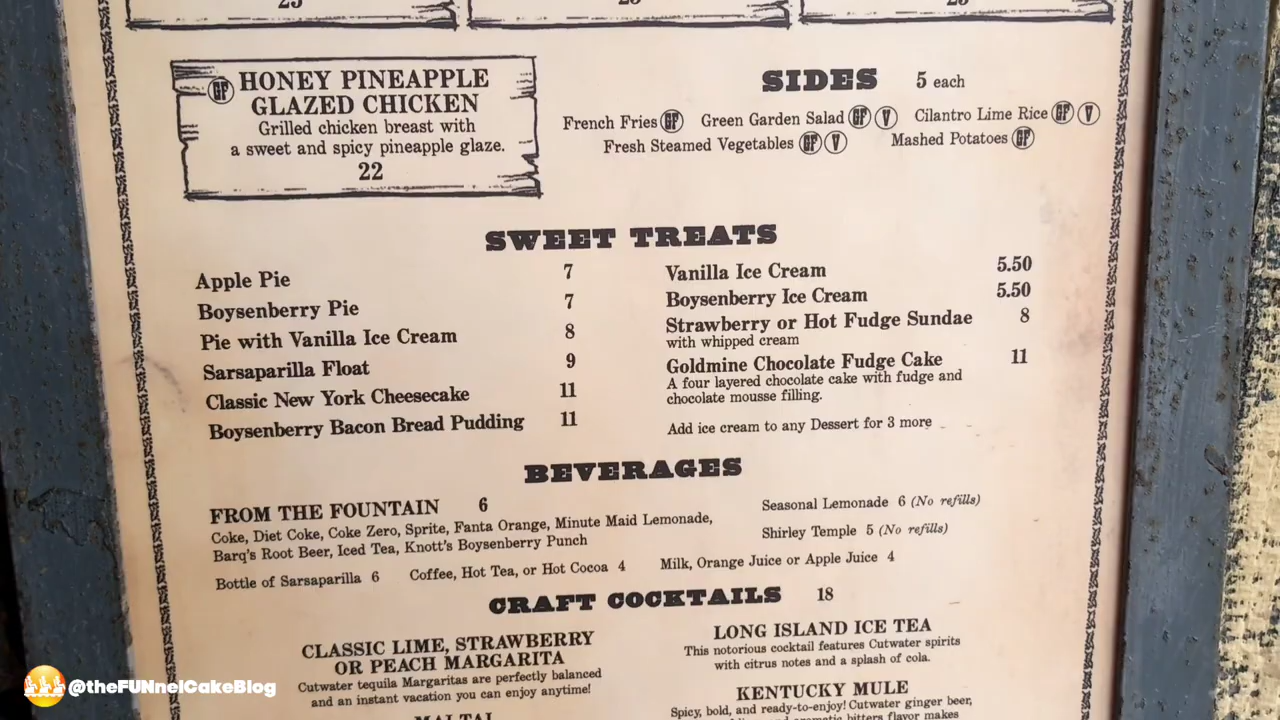 HONEY PINEAPPLE
GLAZED CHICKEN
GF
Grilled chicken breast with
a sweet and spicy pineapple glaze.
22
SIDES 5 each
French Fries GF Green Garden Salad GF V Cilantro Lime Rice GF V
Fresh Steamed Vegetables GF V Mashed Potatoes GF
SWEET TREATS
Apple Pie 7
Boysenberry Pie 7
Pie with Vanilla Ice Cream 8
Sarsaparilla Float 9
Classic New York Cheesecake 11
Boysenberry Bacon Bread Pudding 11
Vanilla Ice Cream 5.50
Boysenberry Ice Cream 5.50
Strawberry or Hot Fudge Sundae 8
with whipped cream
Goldmine Chocolate Fudge Cake 11
A four layered chocolate cake with fudge and
chocolate mousse filling.
Add ice cream to any Dessert for 3 more
BEVERAGES
FROM THE FOUNTAIN 6
Coke, Diet Coke, Coke Zero, Sprite, Fanta Orange, Minute Maid Lemonade,
Barq's Root Beer, Iced Tea, Knott's Boysenberry Punch
Seasonal Lemonade 6 (No refills)
Shirley Temple 5 (No refills)
Bottle of Sarsaparilla 6 Coffee, Hot Tea, or Hot Cocoa 4 Milk, Orange Juice or Apple Juice 4
CRAFT COCKTAILS 18
CLASSIC LIME, STRAWBERRY
OR PEACH MARGARITA
Cutwater tequila Margaritas are perfectly balanced
and an instant vacation you can enjoy anytime!
MAI TAI
LONG ISLAND ICE TEA
This notorious cocktail features Cutwater spirits
with citrus notes and a splash of cola.
KENTUCKY MULE
Spicy, bold, and ready-to-enjoy! Cutwater ginger beer,
aromatic bitters flavor makes
@theFUNnelCakeBlog